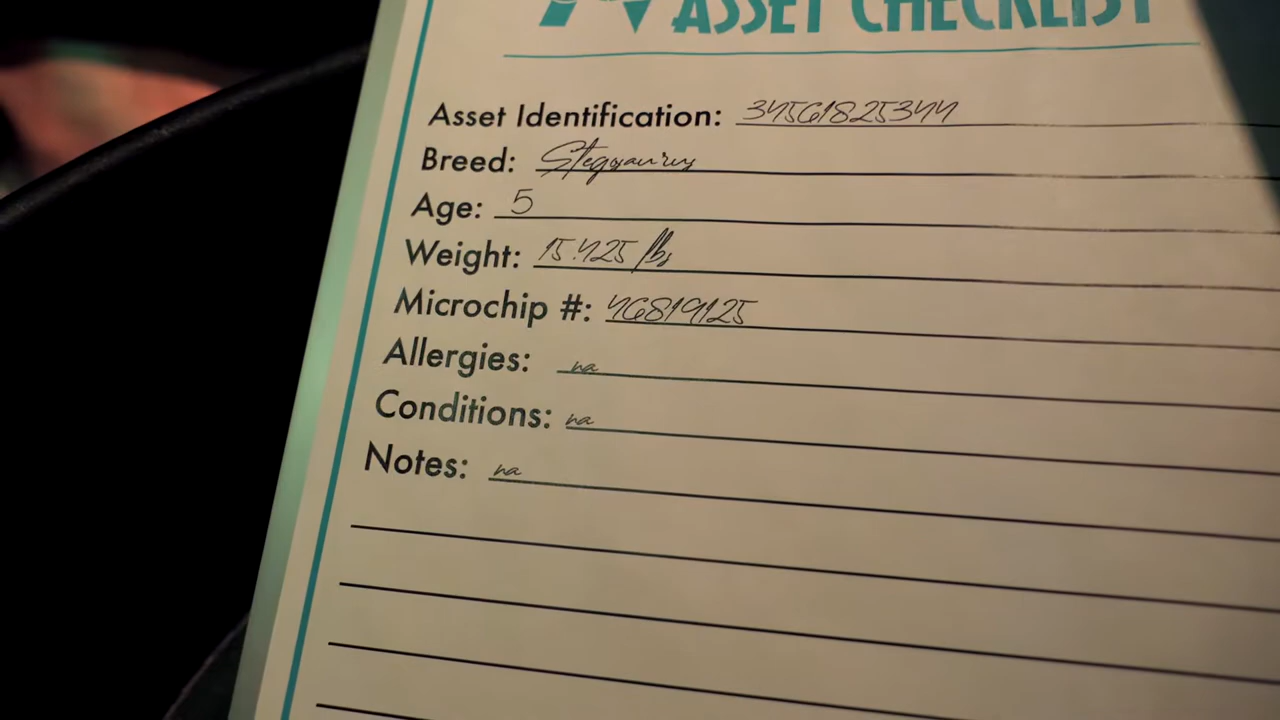 ASSET CHECKLIST
Asset Identification: 34561825344
Breed: Stegosaurus
Age: 5
Weight: 15.425 lbs
Microchip #: 46819125
Allergies: na
Conditions: na
Notes: na